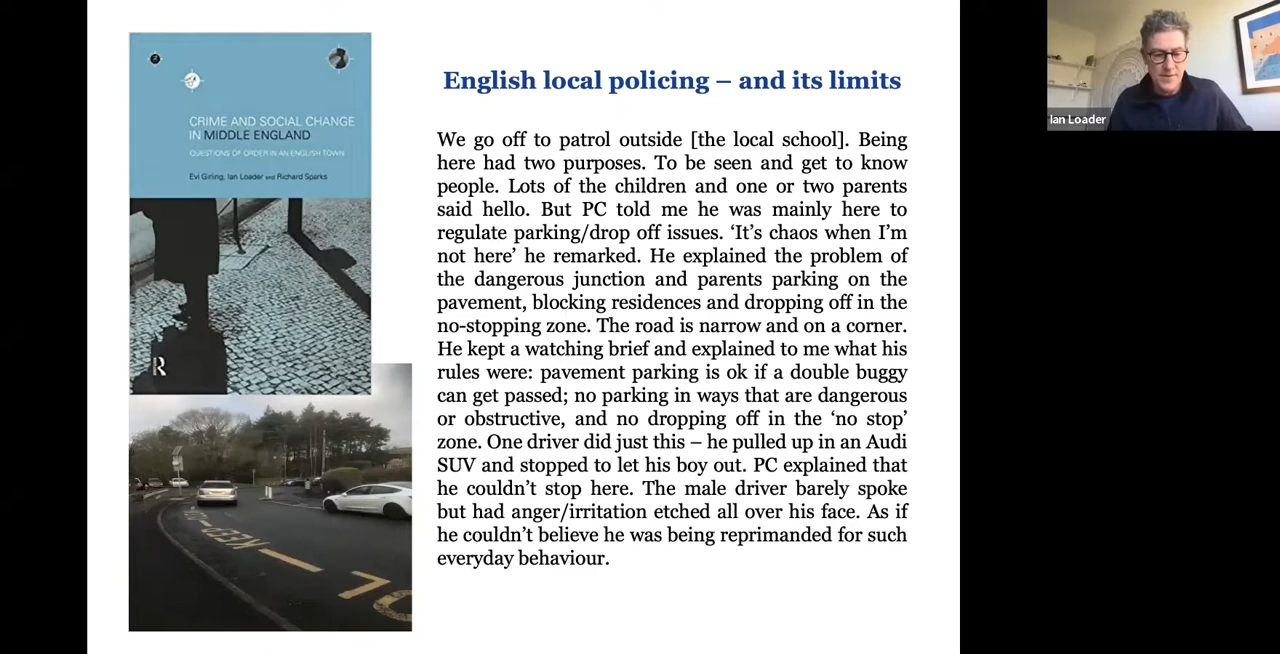 CRIME AND SOCIAL CHANGE
IN MIDDLE ENGLAND
QUESTIONS OF ORDER IN AN ENGLISH TOWN
Evi Girling, Ian Loader and Richard Sparks
R
English local policing – and its limits
We go off to patrol outside [the local school]. Being
here had two purposes. To be seen and get to know
people. Lots of the children and one or two parents
said hello. But PC told me he was mainly here to
regulate parking/drop off issues. ‘It’s chaos when I’m
not here’ he remarked. He explained the problem of
the dangerous junction and parents parking on the
pavement, blocking residences and dropping off in the
no-stopping zone. The road is narrow and on a corner.
He kept a watching brief and explained to me what his
rules were: pavement parking is ok if a double buggy
can get passed; no parking in ways that are dangerous
or obstructive, and no dropping off in the ‘no stop’
zone. One driver did just this – he pulled up in an Audi
SUV and stopped to let his boy out. PC explained that
he couldn’t stop here. The male driver barely spoke
but had anger/irritation etched all over his face. As if
he couldn’t believe he was being reprimanded for such
everyday behaviour.
KEEP
Ian Loader